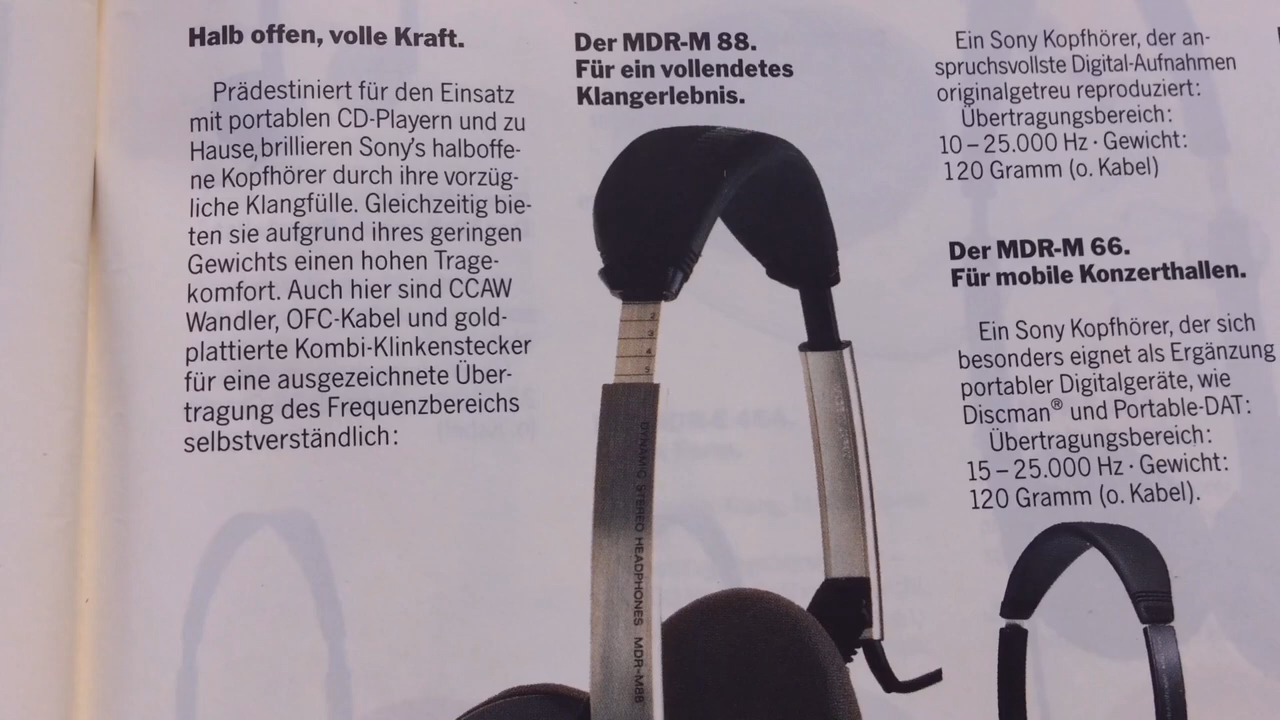 Halb offen, volle Kraft.
Prädestiniert für den Einsatz
mit portablen CD-Playern und zu
Hause, brillieren Sony's halboffe-
ne Kopfhörer durch ihre vorzüg-
liche Klangfülle. Gleichzeitig bie-
ten sie aufgrund ihres geringen
Gewichts einen hohen Trage-
komfort. Auch hier sind CCAW
Wandler, OFC-Kabel und gold-
plattierte Kombi-Klinkenstecker
für eine ausgezeichnete Über-
tragung des Frequenzbereichs
selbstverständlich:
Der MDR-M 88.
Für ein vollendetes
Klangerlebnis.
2
3
4
5
DYNAMIC STEREO HEADPHONES MDR-M88
Ein Sony Kopfhörer, der an-
spruchsvollste Digital-Aufnahmen
originalgetreu reproduziert:
Übertragungsbereich:
10–25.000 Hz · Gewicht:
120 Gramm (o. Kabel)
Der MDR-M 66.
Für mobile Konzerthallen.
Ein Sony Kopfhörer, der sich
besonders eignet als Ergänzung
portabler Digitalgeräte, wie
Discman® und Portable-DAT:
Übertragungsbereich:
15–25.000 Hz · Gewicht:
120 Gramm (o. Kabel).